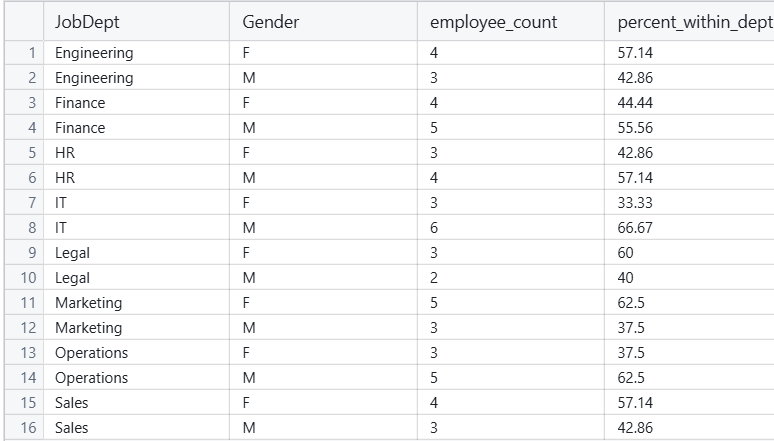 JobDept Gender employee_count percent_within_dept
1 Engineering F 4 57.14
2 Engineering M 3 42.86
3 Finance F 4 44.44
4 Finance M 5 55.56
5 HR F 3 42.86
6 HR M 4 57.14
7 IT F 3 33.33
8 IT M 6 66.67
9 Legal F 3 60
10 Legal M 2 40
11 Marketing F 5 62.5
12 Marketing M 3 37.5
13 Operations F 3 37.5
14 Operations M 5 62.5
15 Sales F 4 57.14
16 Sales M 3 42.86